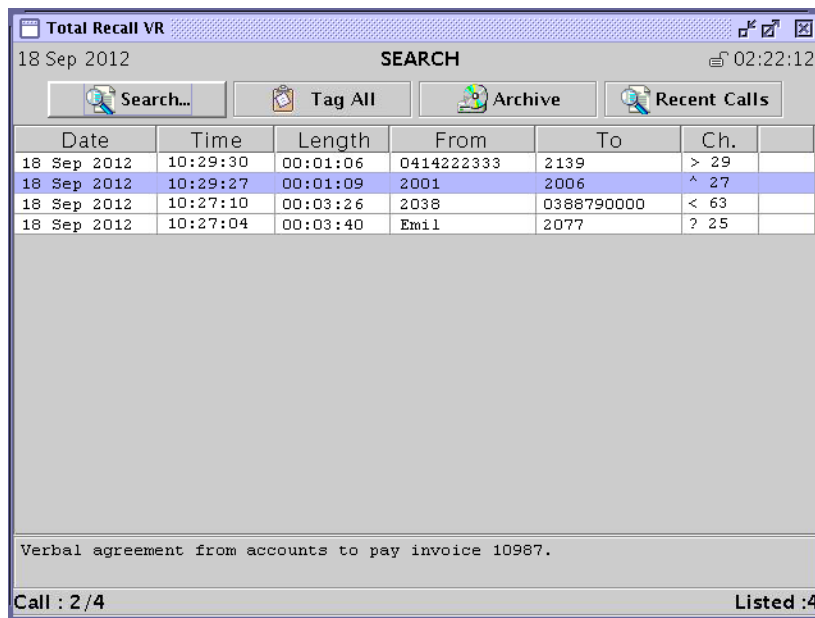 Total Recall VR
18 Sep 2012 SEARCH 02:22:12
Search... Tag All Archive Recent Calls
Date Time Length From To Ch.
18 Sep 2012 10:29:30 00:01:06 0414222333 2139 > 29
18 Sep 2012 10:29:27 00:01:09 2001 2006 ^ 27
18 Sep 2012 10:27:10 00:03:26 2038 0388790000 < 63
18 Sep 2012 10:27:04 00:03:40 Emil 2077 ? 25
Verbal agreement from accounts to pay invoice 10987.
Call : 2/4 Listed :4